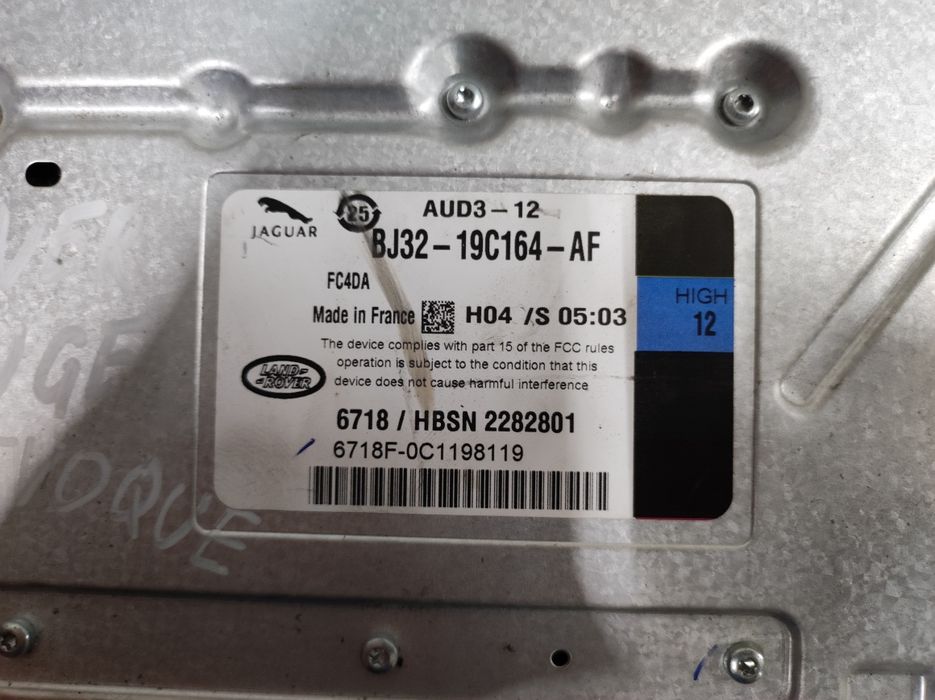 JAGUAR
25
AUD3-12
BJ32-19C164-AF
FC4DA
Made in France H04 /S 05:03
The device complies with part 15 of the FCC rules
operation is subject to the condition that this
device does not cause harmful interference
LAND-
-ROVER
6718 / HBSN 2282801
6718F-0C1198119
HIGH
12